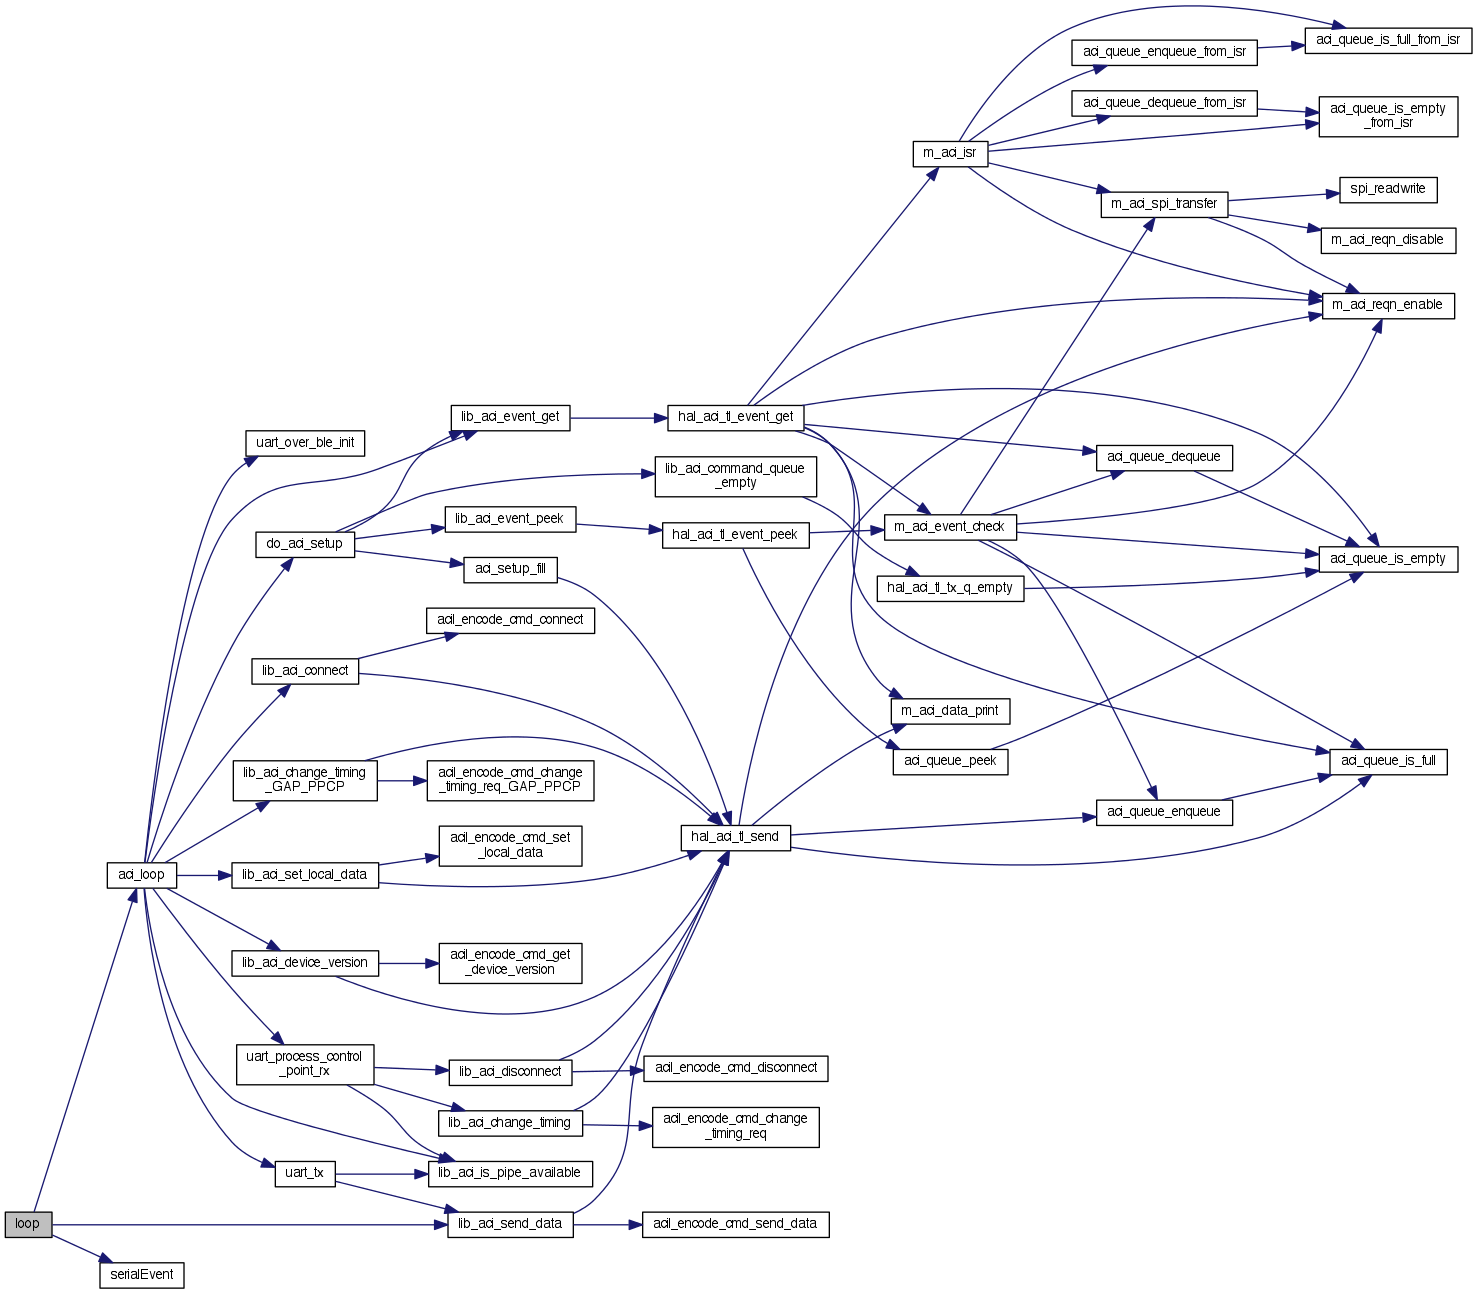 aci_queue_is_full_from_isr
aci_queue_enqueue_from_isr
aci_queue_dequeue_from_isr
aci_queue_is_empty
_from_isr
m_aci_isr
spi_readwrite
m_aci_spi_transfer
m_aci_reqn_disable
m_aci_reqn_enable
lib_aci_event_get
hal_aci_tl_event_get
uart_over_ble_init
aci_queue_dequeue
lib_aci_command_queue
_empty
lib_aci_event_peek
m_aci_event_check
hal_aci_tl_event_peek
do_aci_setup
aci_queue_is_empty
aci_setup_fill
hal_aci_tl_tx_q_empty
acil_encode_cmd_connect
lib_aci_connect
m_aci_data_print
aci_queue_peek
aci_queue_is_full
lib_aci_change_timing
_GAP_PPCP
acil_encode_cmd_change
_timing_req_GAP_PPCP
aci_queue_enqueue
hal_aci_tl_send
acil_encode_cmd_set
_local_data
aci_loop
lib_aci_set_local_data
lib_aci_device_version
acil_encode_cmd_get
_device_version
uart_process_control
_point_rx
lib_aci_disconnect
acil_encode_cmd_disconnect
lib_aci_change_timing
acil_encode_cmd_change
_timing_req
uart_tx
lib_aci_is_pipe_available
loop
lib_aci_send_data
acil_encode_cmd_send_data
serialEvent